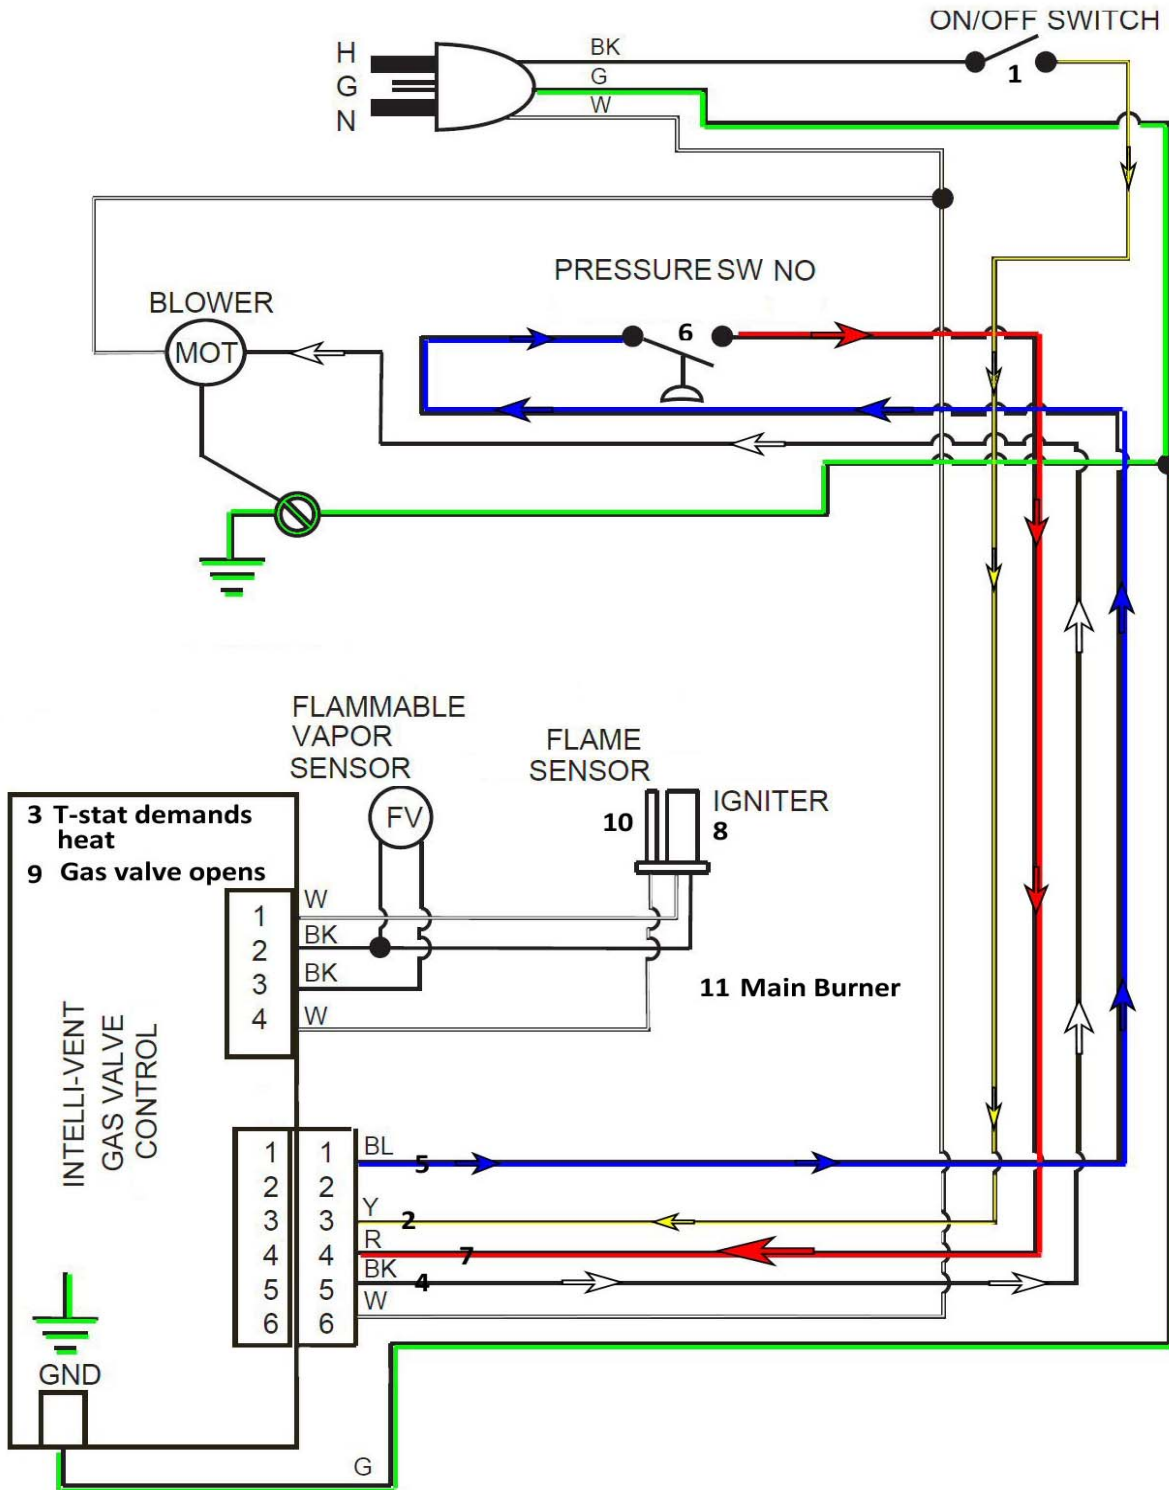 ON/OFF SWITCH
BK
H
1
G
G
W
N
PRESSURE SW NO
BLOWER
6
MOT
FLAMMABLE
VAPOR
SENSOR
FLAME
SENSOR
IGNITER
3 T-stat demands
heat
FV
10
8
9 Gas valve opens
W
1
BK
2
BK
3
11 Main Burner
W
4
INTELLI-VENT
GAS VALVE
CONTROL
1 1 BL 5
2 2
3 3 Y 2
4 4 R 7
5 5 BK 4
6 6 W
GND
G